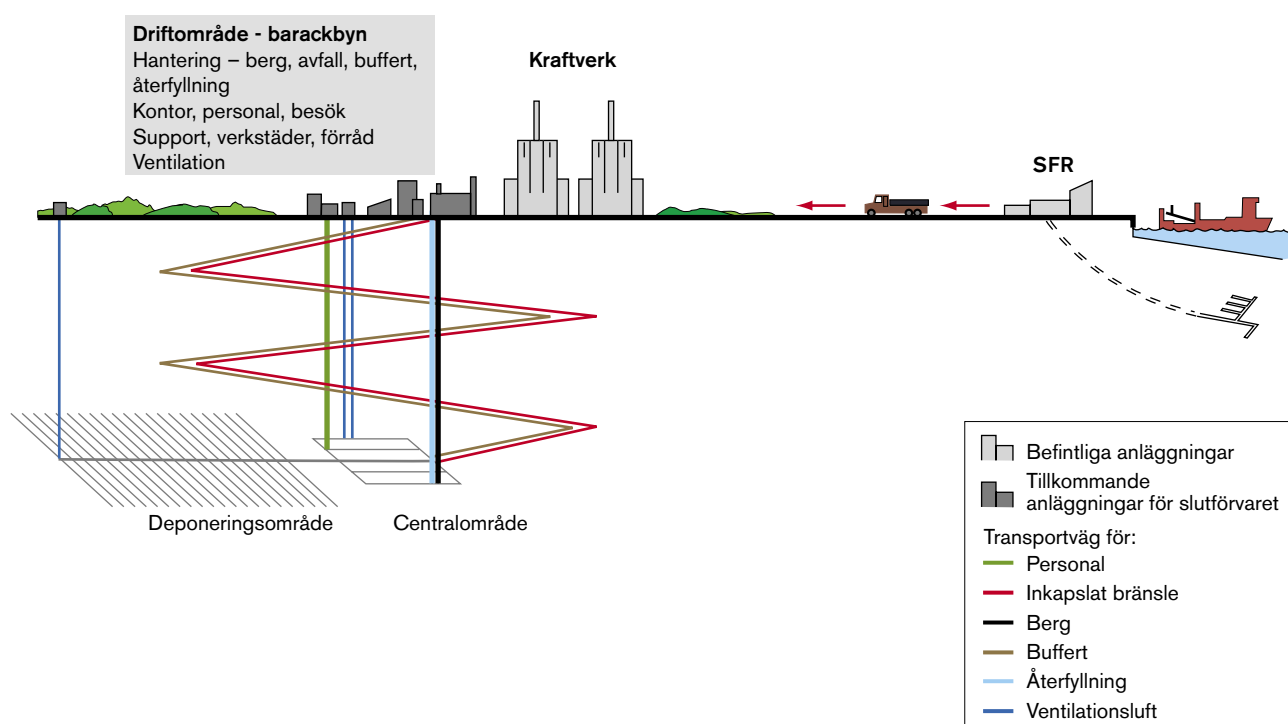 Driftområde - barackbyn
Hantering – berg, avfall, buffert,
återfyllning
Kontor, personal, besök
Support, verkstäder, förråd
Ventilation
Kraftverk
SFR
Deponeringsområde
Centralområde
Befintliga anläggningar
Tillkommande
anläggningar för slutförvaret
Transportväg för:
Personal
Inkapslat bränsle
Berg
Buffert
Återfyllning
Ventilationsluft